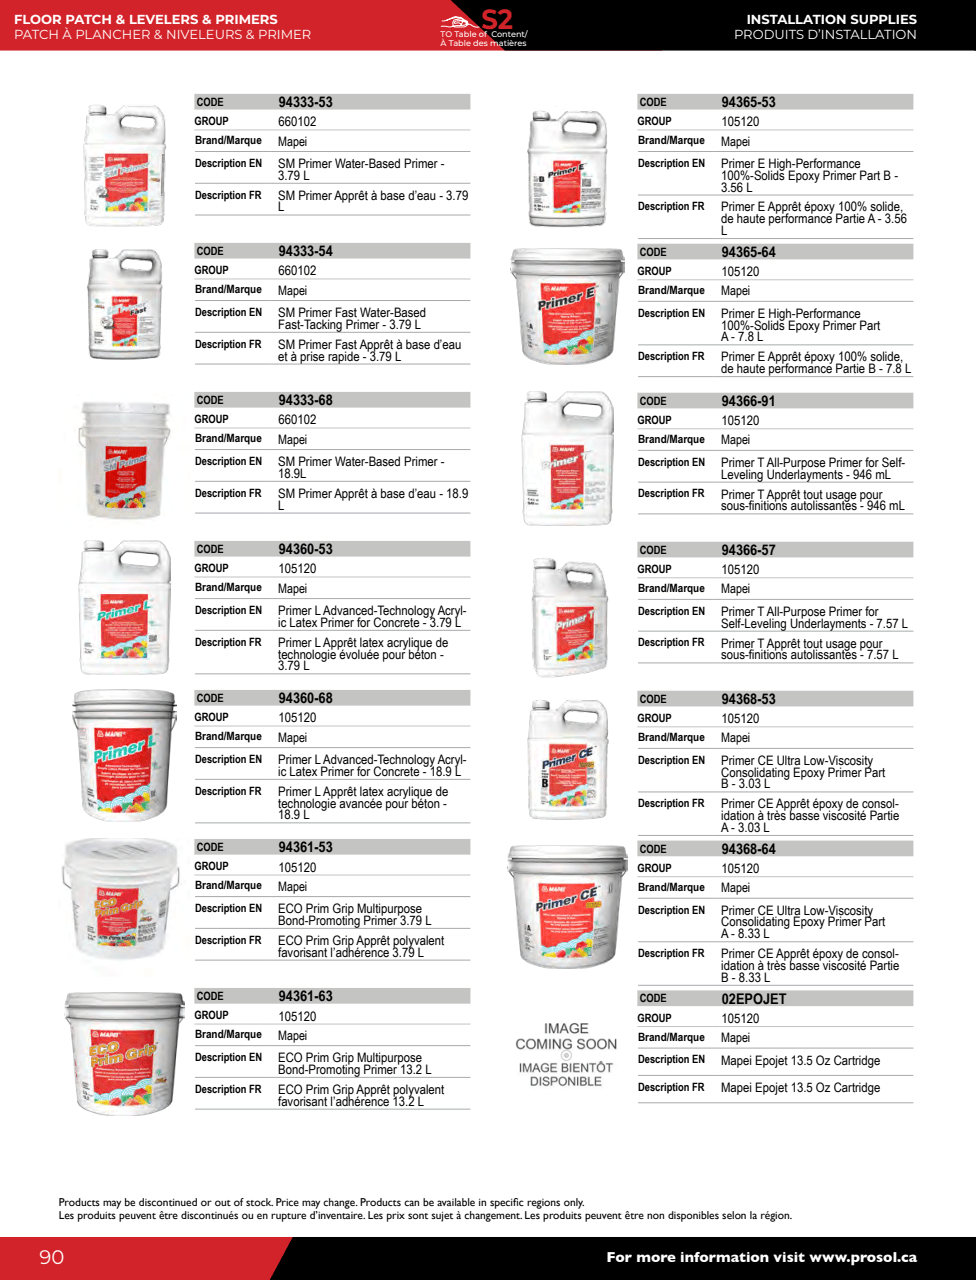 FLOOR PATCH & LEVELERS & PRIMERS
PATCH À PLANCHER & NIVELEURS & PRIMER
S2
TO Table of Content/
À Table des matières
INSTALLATION SUPPLIES
PRODUITS D'INSTALLATION
CODE 94333-53
GROUP 660102
Brand/Marque Mapei
Description EN SM Primer Water-Based Primer -
3.79 L
Description FR SM Primer Apprêt à base d'eau - 3.79
L
CODE 94333-54
GROUP 660102
Brand/Marque Mapei
Description EN SM Primer Fast Water-Based
Fast-Tacking Primer - 3.79 L
Description FR SM Primer Fast Apprêt à base d'eau
et à prise rapide - 3.79 L
CODE 94333-68
GROUP 660102
Brand/Marque Mapei
Description EN SM Primer Water-Based Primer -
18.9L
Description FR SM Primer Apprêt à base d'eau - 18.9
L
CODE 94360-53
GROUP 105120
Brand/Marque Mapei
Description EN Primer L Advanced-Technology Acryl-
ic Latex Primer for Concrete - 3.79 L
Description FR Primer L Apprêt latex acrylique de
technologie évoluée pour béton -
3.79 L
CODE 94360-68
GROUP 105120
Brand/Marque Mapei
Description EN Primer L Advanced-Technology Acryl-
ic Latex Primer for Concrete - 18.9 L
Description FR Primer L Apprêt latex acrylique de
technologie avancée pour béton -
18.9 L
CODE 94361-53
GROUP 105120
Brand/Marque Mapei
Description EN ECO Prim Grip Multipurpose
Bond-Promoting Primer 3.79 L
Description FR ECO Prim Grip Apprêt polyvalent
favorisant l'adhérence 3.79 L
CODE 94361-63
GROUP 105120
Brand/Marque Mapei
Description EN ECO Prim Grip Multipurpose
Bond-Promoting Primer 13.2 L
Description FR ECO Prim Grip Apprêt polyvalent
favorisant l'adhérence 13.2 L
CODE 94365-53
GROUP 105120
Brand/Marque Mapei
Description EN Primer E High-Performance
100%-Solids Epoxy Primer Part B -
3.56 L
Description FR Primer E Apprêt époxy 100% solide,
de haute performance Partie A - 3.56
L
CODE 94365-64
GROUP 105120
Brand/Marque Mapei
Description EN Primer E High-Performance
100%-Solids Epoxy Primer Part
A - 7.8 L
Description FR Primer E Apprêt époxy 100% solide,
de haute performance Partie B - 7.8 L
CODE 94366-91
GROUP 105120
Brand/Marque Mapei
Description EN Primer T All-Purpose Primer for Self-
Leveling Underlayments - 946 mL
Description FR Primer T Apprêt tout usage pour
sous-finitions autolissantes - 946 mL
CODE 94366-57
GROUP 105120
Brand/Marque Mapei
Description EN Primer T All-Purpose Primer for
Self-Leveling Underlayments - 7.57 L
Description FR Primer T Apprêt tout usage pour
sous-finitions autolissantes - 7.57 L
CODE 94368-53
GROUP 105120
Brand/Marque Mapei
Description EN Primer CE Ultra Low-Viscosity
Consolidating Epoxy Primer Part
B - 3.03 L
Description FR Primer CE Apprêt époxy de consol-
idation à très basse viscosité Partie
A - 3.03 L
CODE 94368-64
GROUP 105120
Brand/Marque Mapei
Description EN Primer CE Ultra Low-Viscosity
Consolidating Epoxy Primer Part
A - 8.33 L
Description FR Primer CE Apprêt époxy de consol-
idation à très basse viscosité Partie
B - 8.33 L
IMAGE
COMING SOON
IMAGE BIENTÔT
DISPONIBLE
CODE 02EPOJET
GROUP 105120
Brand/Marque Mapei
Description EN Mapei Epojet 13.5 Oz Cartridge
Description FR Mapei Epojet 13.5 Oz Cartridge
Products may be discontinued or out of stock. Price may change. Products can be available in specific regions only.
Les produits peuvent être discontinués ou en rupture d'inventaire. Les prix sont sujet à changement. Les produits peuvent être non disponibles selon la région.
90
For more information visit www.prosol.ca